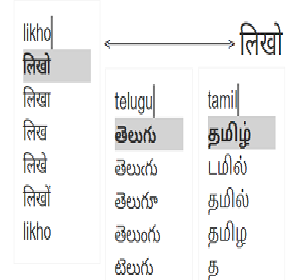 likho
लिखो
लिखो
लिखा
लिख
लिखे
लिखों
likho
telugu
తెలుగు
తెలుఁగు
తెలుగూ
తెలుంగు
టెలుగు
tamil
தமிழ்
டமில்
தமில்
தமிழ
த